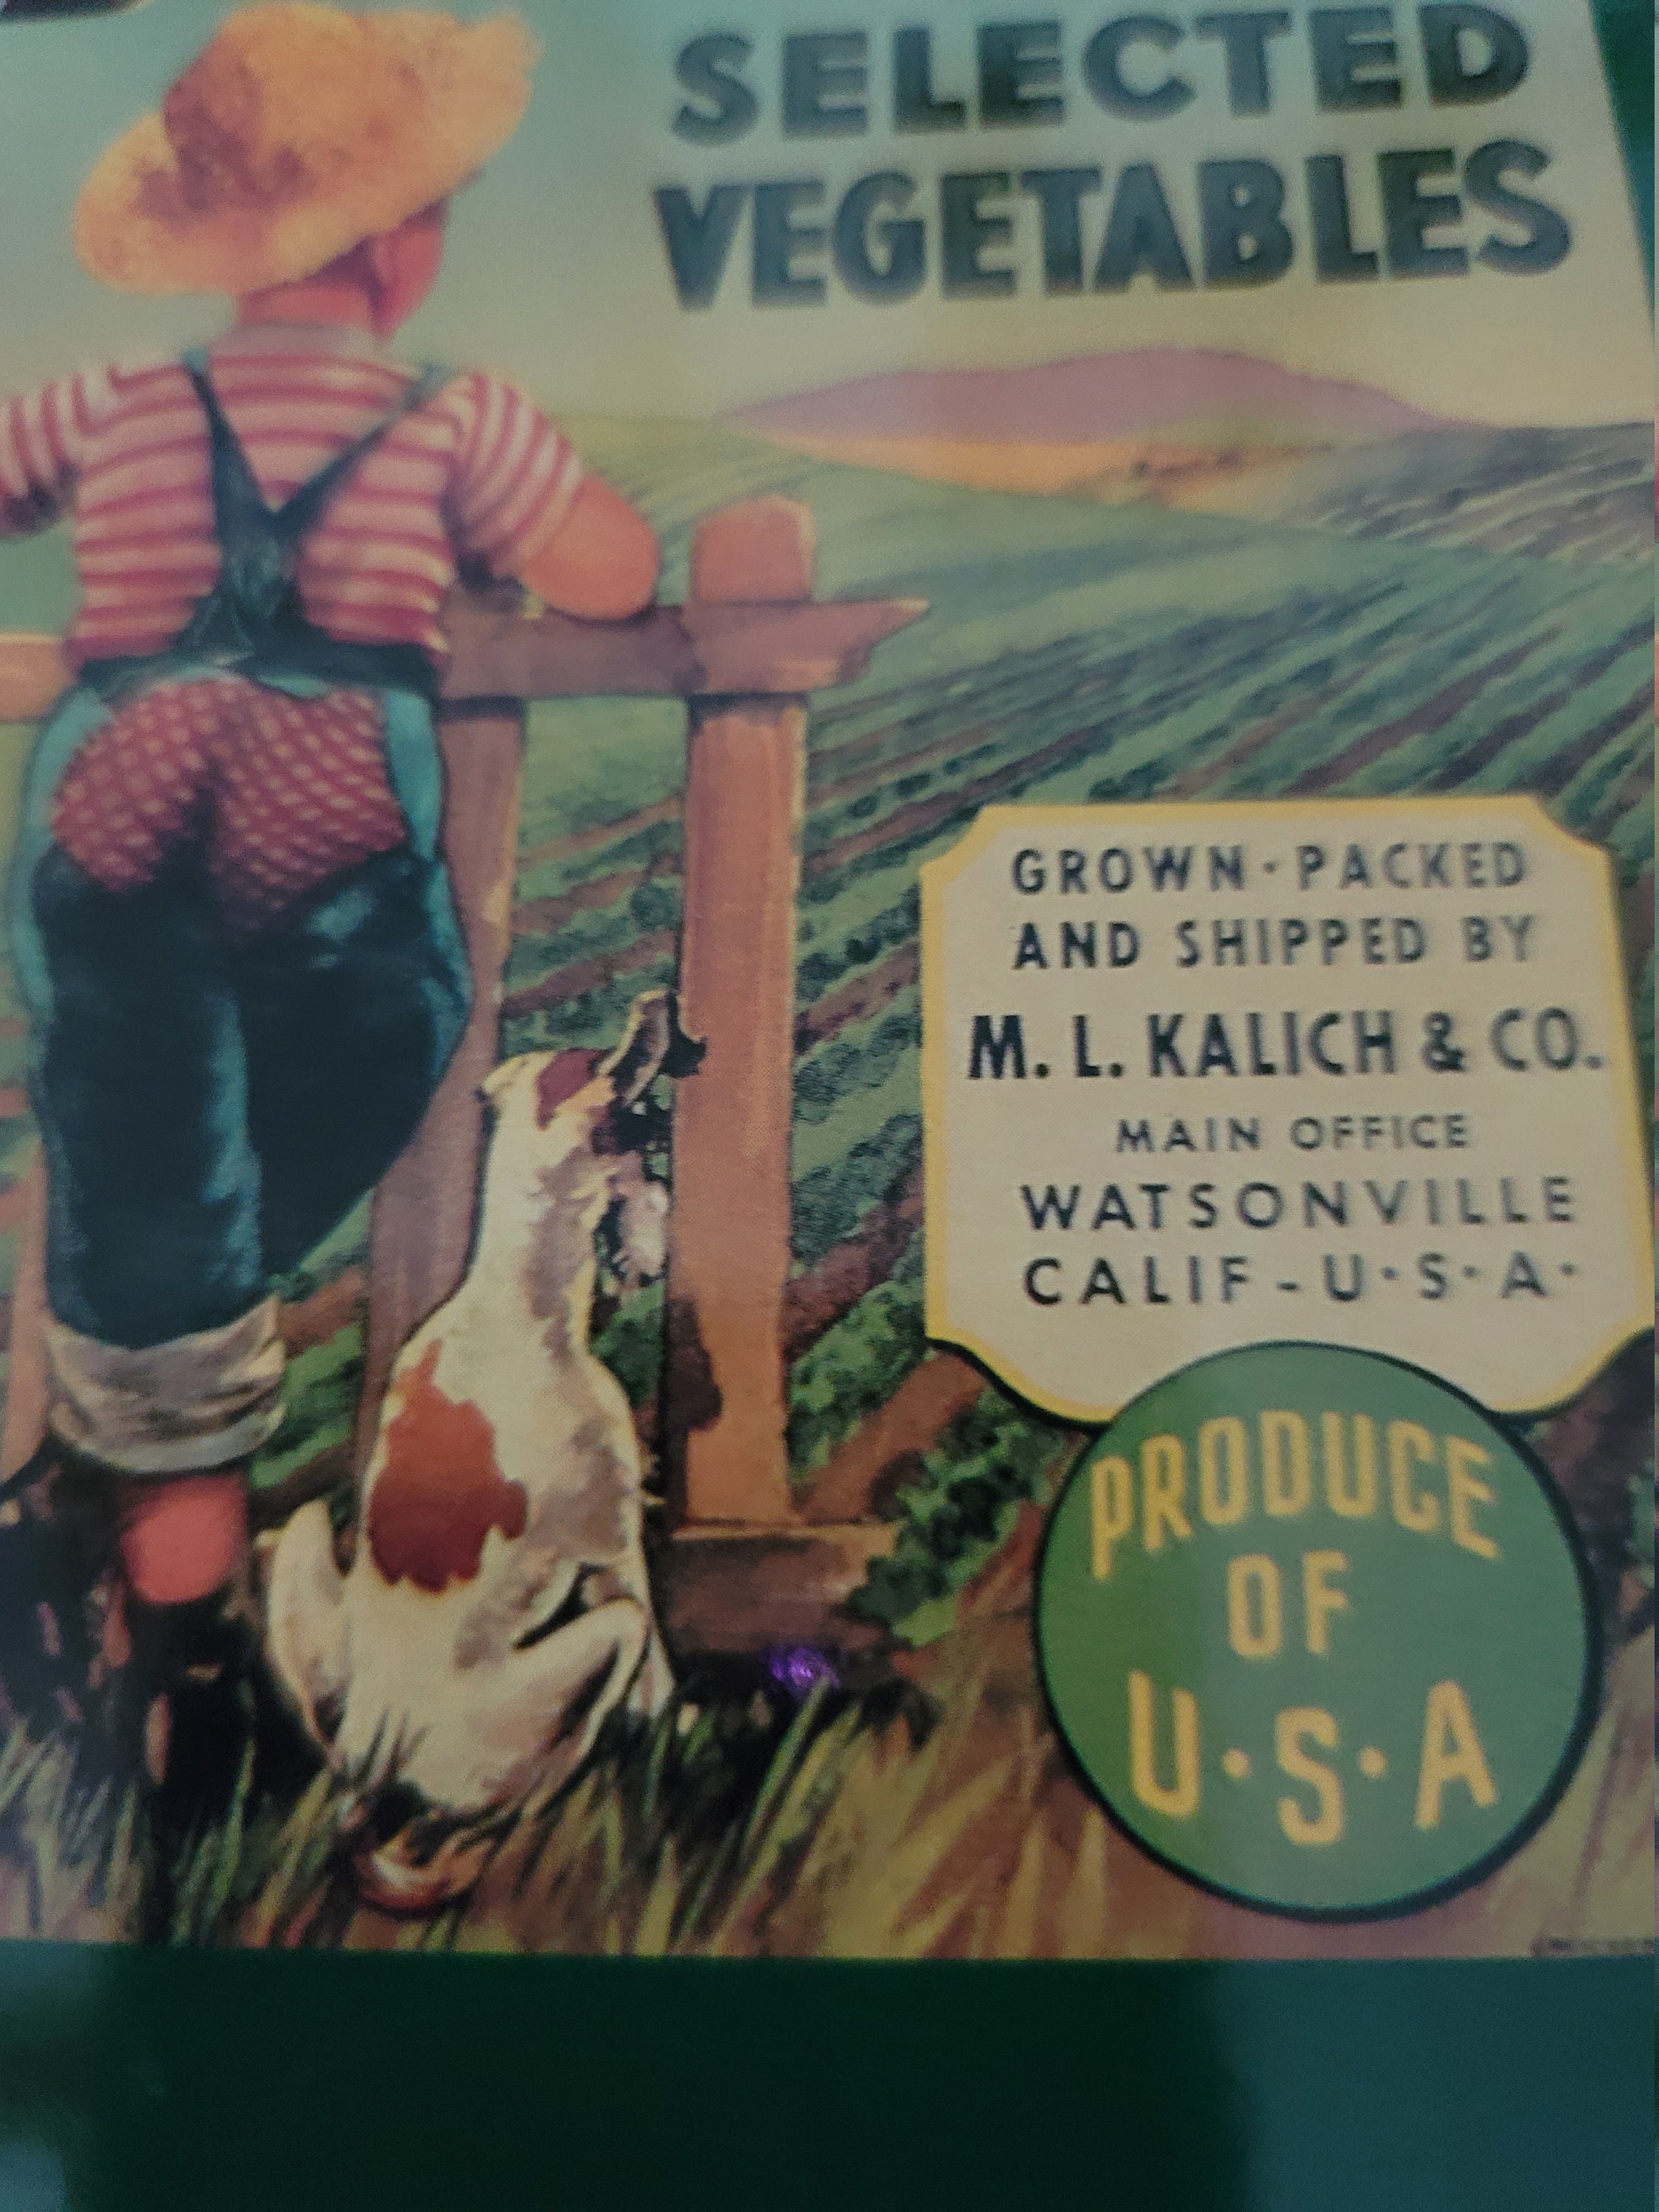 SELECTED
VEGETABLES
GROWN · PACKED
AND SHIPPED BY
M. L. KALICH & CO.
MAIN OFFICE
WATSONVILLE
CALIF - U · S · A ·
PRODUCE
OF
U · S · A